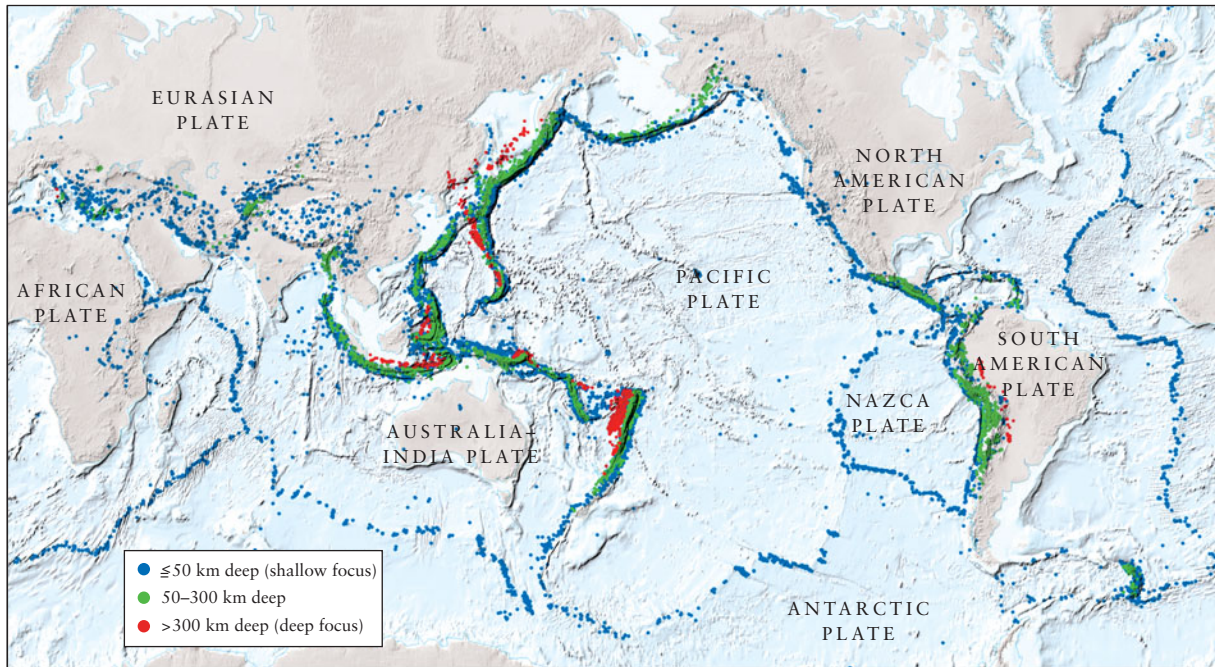 EURASIAN
PLATE
NORTH
AMERICAN
PLATE
AFRICAN
PLATE
PACIFIC
PLATE
SOUTH
AMERICAN
PLATE
NAZCA
PLATE
AUSTRALIA–
INDIA PLATE
ANTARCTIC
PLATE
≦50 km deep (shallow focus)
50–300 km deep
>300 km deep (deep focus)